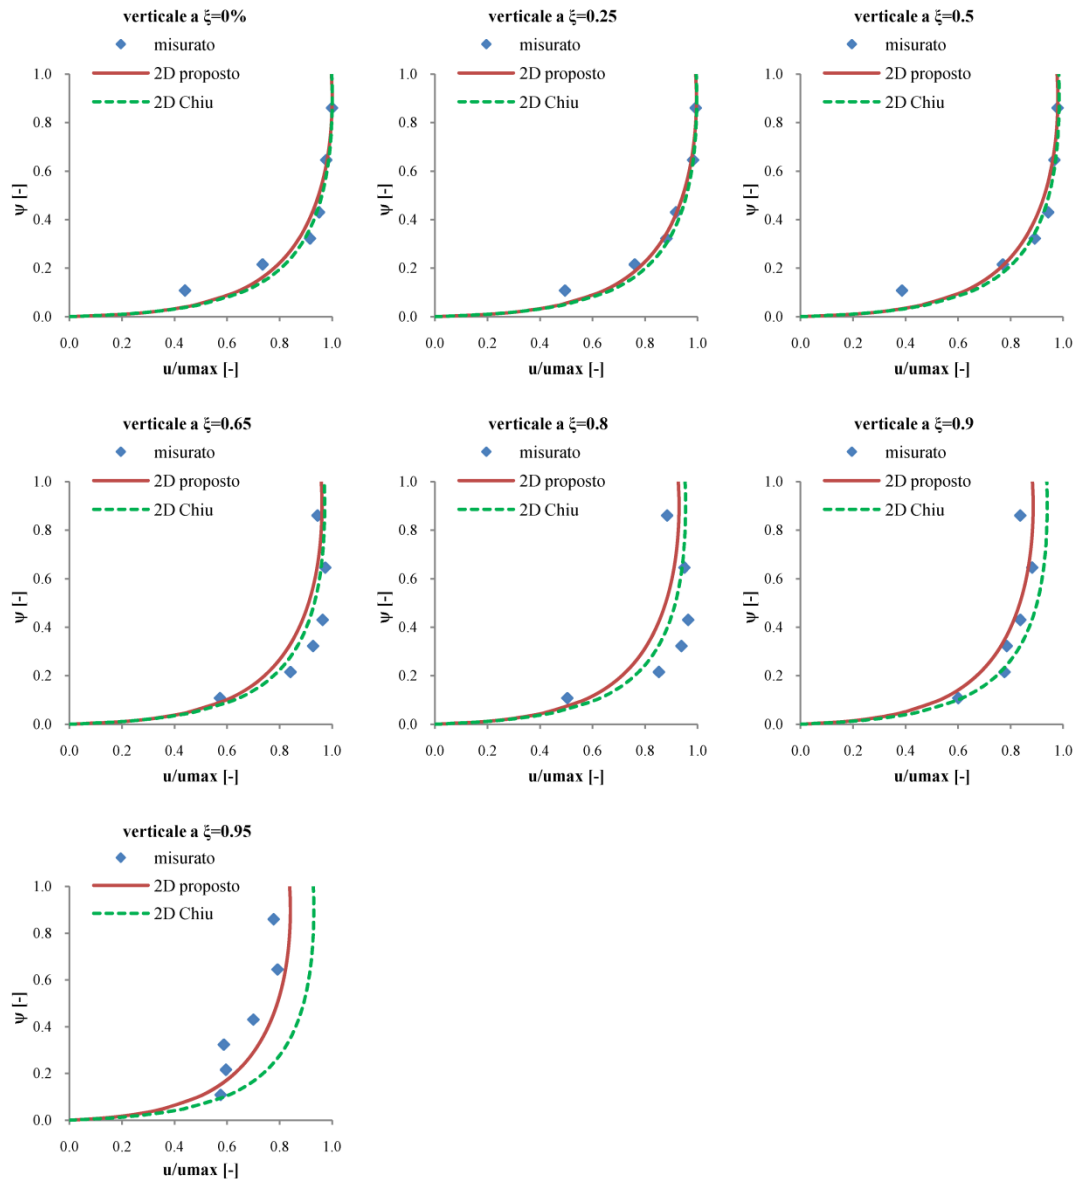 verticale a ξ=0%
misurato
2D proposto
2D Chiu
1.0
0.8
0.6
0.4
0.2
0.0
ψ [-]
0.0 0.2 0.4 0.6 0.8 1.0
u/umax [-]
verticale a ξ=0.25
misurato
2D proposto
2D Chiu
1.0
0.8
0.6
0.4
0.2
0.0
ψ [-]
0.0 0.2 0.4 0.6 0.8 1.0
u/umax [-]
verticale a ξ=0.5
misurato
2D proposto
2D Chiu
1.0
0.8
0.6
0.4
0.2
0.0
ψ [-]
0.0 0.2 0.4 0.6 0.8 1.0
u/umax [-]
verticale a ξ=0.65
misurato
2D proposto
2D Chiu
1.0
0.8
0.6
0.4
0.2
0.0
ψ [-]
0.0 0.2 0.4 0.6 0.8 1.0
u/umax [-]
verticale a ξ=0.8
misurato
2D proposto
2D Chiu
1.0
0.8
0.6
0.4
0.2
0.0
ψ [-]
0.0 0.2 0.4 0.6 0.8 1.0
u/umax [-]
verticale a ξ=0.9
misurato
2D proposto
2D Chiu
1.0
0.8
0.6
0.4
0.2
0.0
ψ [-]
0.0 0.2 0.4 0.6 0.8 1.0
u/umax [-]
verticale a ξ=0.95
misurato
2D proposto
2D Chiu
1.0
0.8
0.6
0.4
0.2
0.0
ψ [-]
0.0 0.2 0.4 0.6 0.8 1.0
u/umax [-]